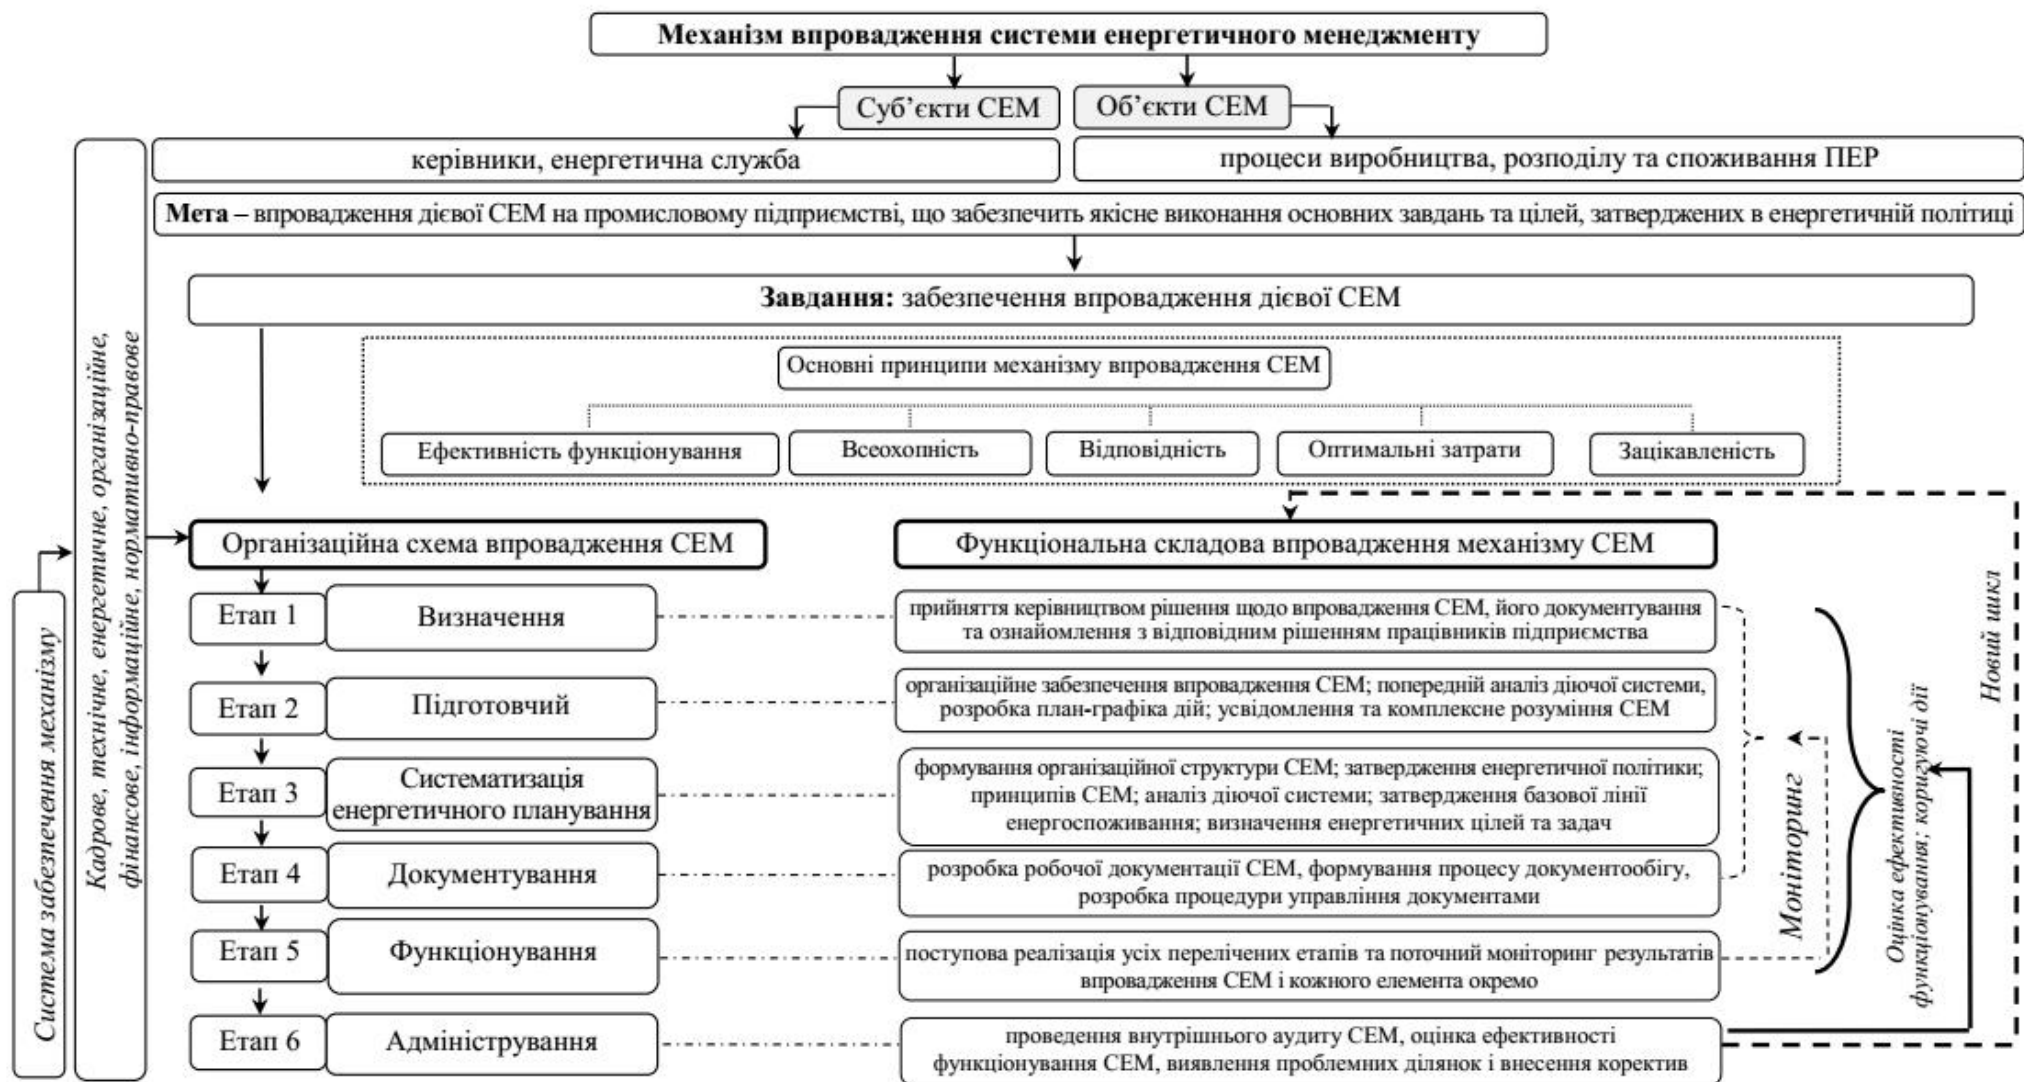 Механізм впровадження системи енергетичного менеджменту
Суб’єкти СЕМ
Об’єкти СЕМ
керівники, енергетична служба
процеси виробництва, розподілу та споживання ПЕР
Мета – впровадження дієвої СЕМ на промисловому підприємстві, що забезпечить якісне виконання основних завдань та цілей, затверджених в енергетичній політиці
Завдання: забезпечення впровадження дієвої СЕМ
Основні принципи механізму впровадження СЕМ
Ефективність функціонування
Всеохопність
Відповідність
Оптимальні затрати
Зацікавленість
Система забезпечення механізму
Кадрове, технічне, енергетичне, організаційне,
фінансове, інформаційне, нормативно-правове
Організаційна схема впровадження СЕМ
Функціональна складова впровадження механізму СЕМ
Етап 1
Визначення
прийняття керівництвом рішення щодо впровадження СЕМ, його документування
та ознайомлення з відповідним рішенням працівників підприємства
Етап 2
Підготовчий
організаційне забезпечення впровадження СЕМ; попередній аналіз діючої системи,
розробка план-графіка дій; усвідомлення та комплексне розуміння СЕМ
Етап 3
Систематизація
енергетичного планування
формування організаційної структури СЕМ; затвердження енергетичної політики;
принципів СЕМ; аналіз діючої системи; затвердження базової лінії
енергоспоживання; визначення енергетичних цілей та задач
Етап 4
Документування
розробка робочої документації СЕМ, формування процесу документообігу,
розробка процедури управління документами
Етап 5
Функціонування
поступова реалізація усіх перелічених етапів та поточний моніторинг результатів
впровадження СЕМ і кожного елемента окремо
Етап 6
Адміністрування
проведення внутрішнього аудиту СЕМ, оцінка ефективності
функціонування СЕМ, виявлення проблемних ділянок і внесення коректив
Моніторинг
Оцінка ефективності
функціонування; коригуючі дії
Новий цикл